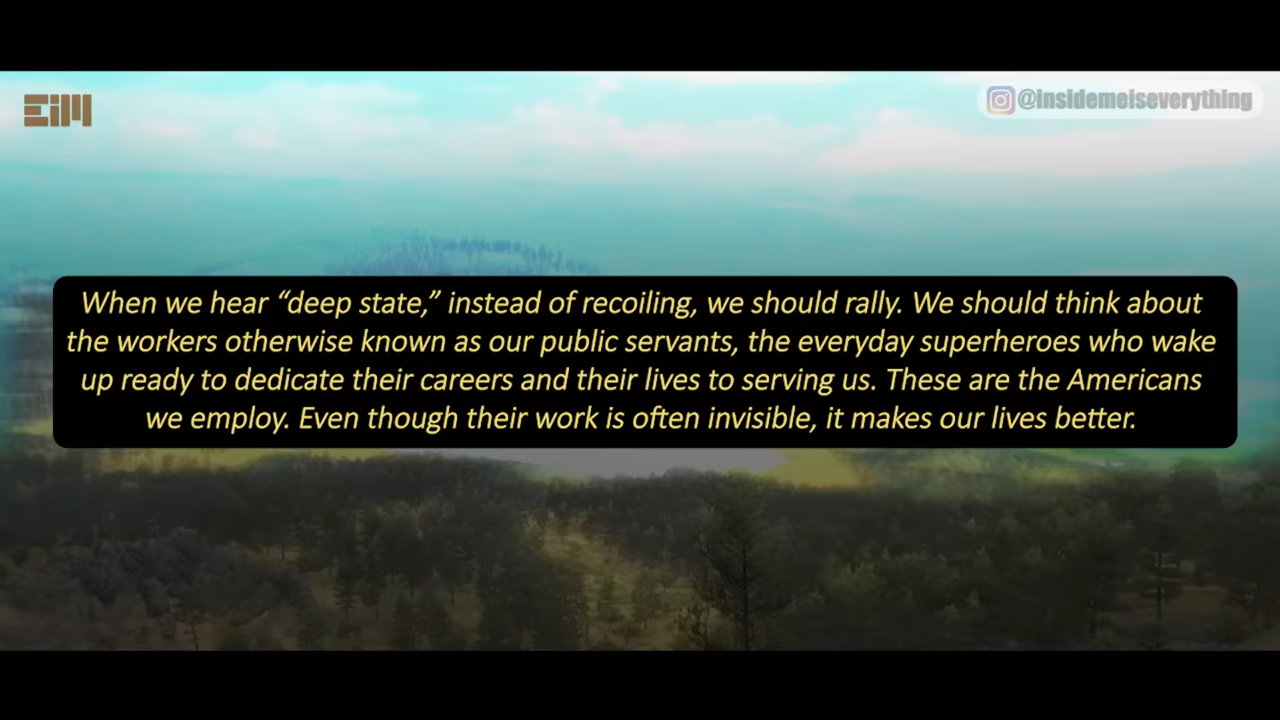 EiM
@insidemeiseverything
When we hear “deep state,” instead of recoiling, we should rally. We should think about
the workers otherwise known as our public servants, the everyday superheroes who wake
up ready to dedicate their careers and their lives to serving us. These are the Americans
we employ. Even though their work is often invisible, it makes our lives better.